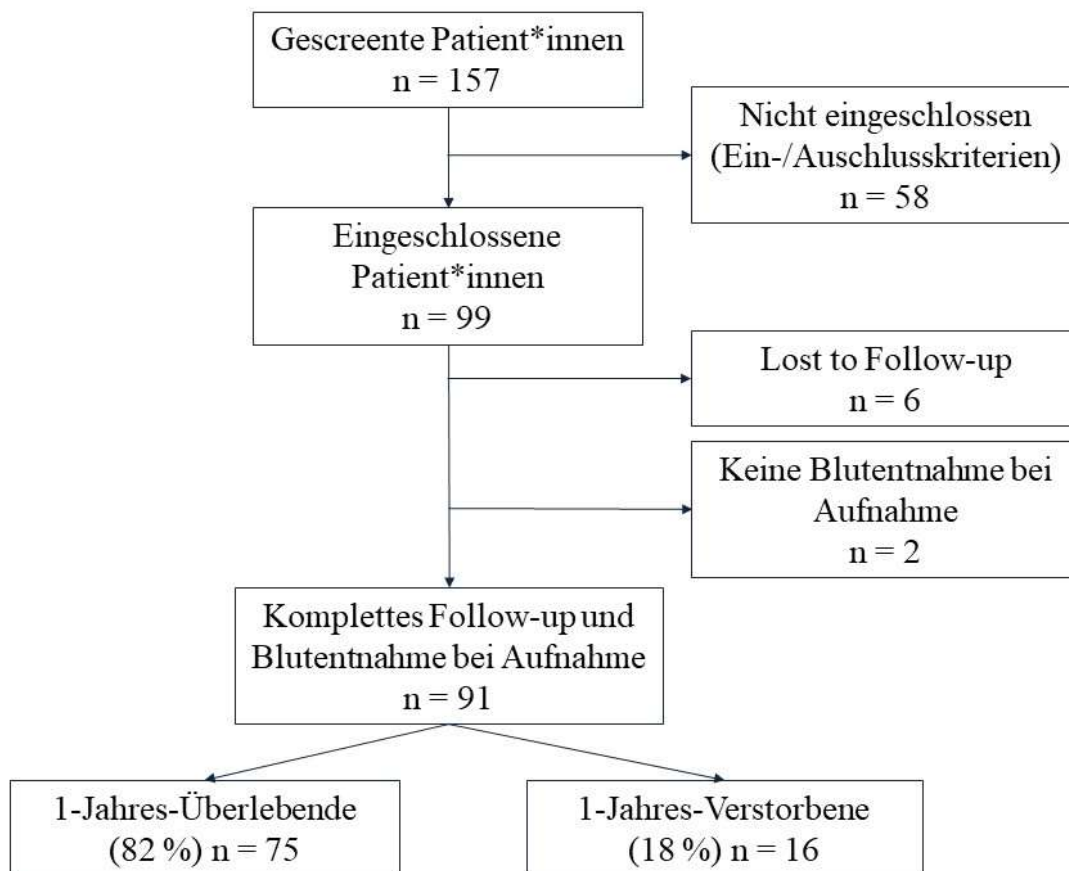 Gescreente Patient*innen
n = 157
Nicht eingeschlossen
(Ein-/Auschlusskriterien)
n = 58
Eingeschlossene
Patient*innen
n = 99
Lost to Follow-up
n = 6
Keine Blutentnahme bei
Aufnahme
n = 2
Komplettes Follow-up und
Blutentnahme bei Aufnahme
n = 91
1-Jahres-Überlebende
(82 %) n = 75
1-Jahres-Verstorbene
(18 %) n = 16